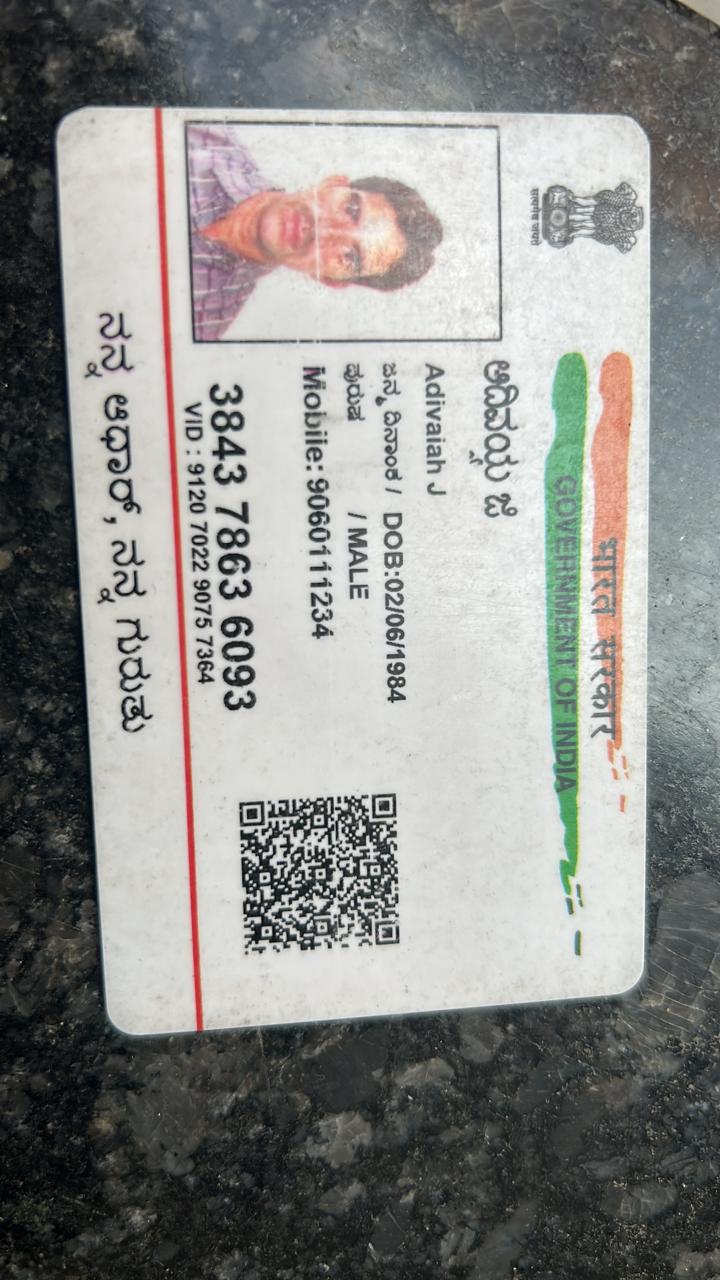 भारत सरकार
GOVERNMENT OF INDIA
सत्यमेव जयते
ಆದಿವಯ್ಯ ಜೆ
Adivaiah J
ಜನ್ಮ ದಿನಾಂಕ / DOB:02/06/1984
ಪುರುಷ / MALE
Mobile: 9060111234
3843 7863 6093
VID : 9120 7022 9075 7364
ನನ್ನ ಆಧಾರ್, ನನ್ನ ಗುರುತು